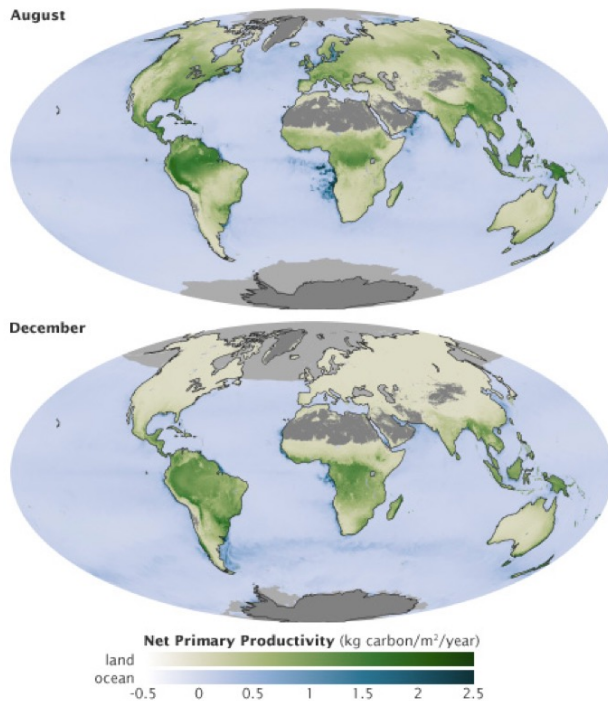 August
December
Net Primary Productivity (kg carbon/m²/year)
land
ocean
-0.5 0 0.5 1 1.5 2 2.5